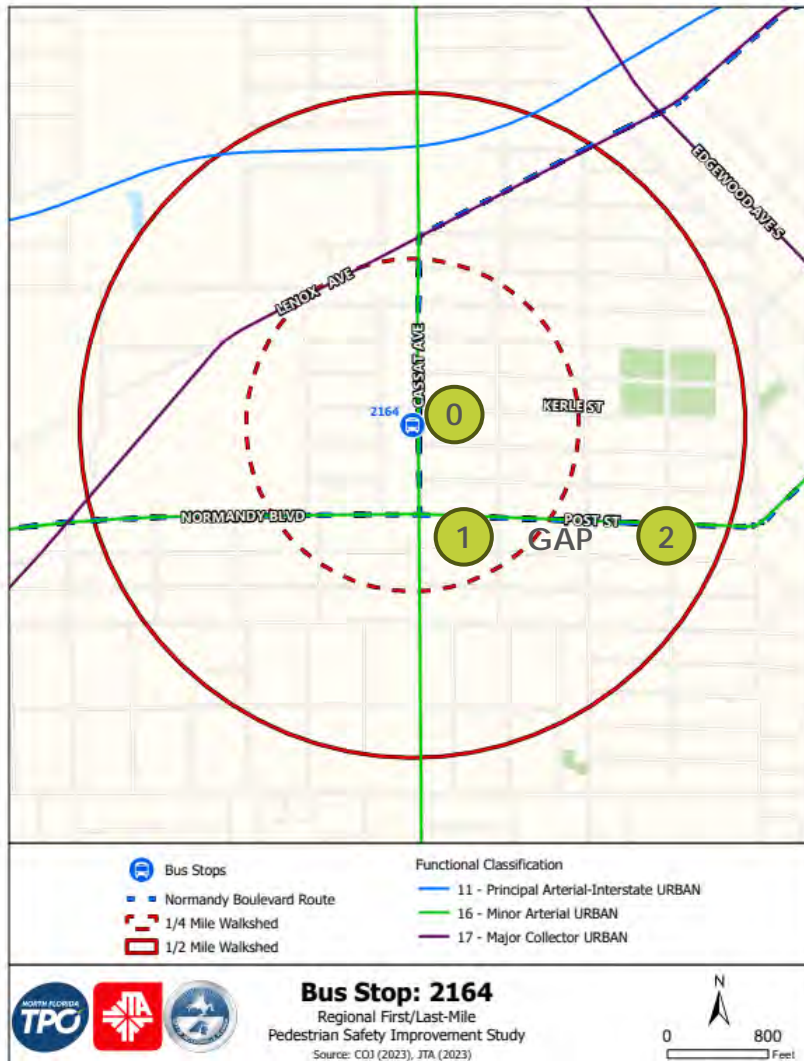 EDGEWOOD AVE S
LENOX AVE
CASSAT AVE
2164
0
KERLE ST
NORMANDY BLVD
POST ST
1
GAP
2
Bus Stops
Normandy Boulevard Route
1/4 Mile Walkshed
1/2 Mile Walkshed
Functional Classification
11 - Principal Arterial-Interstate URBAN
16 - Minor Arterial URBAN
17 - Major Collector URBAN
NORTH FLORIDA
TPO
JTA
Bus Stop: 2164
Regional First/Last-Mile
Pedestrian Safety Improvement Study
Source: COJ (2023), JTA (2023)
N
0 800
Feet